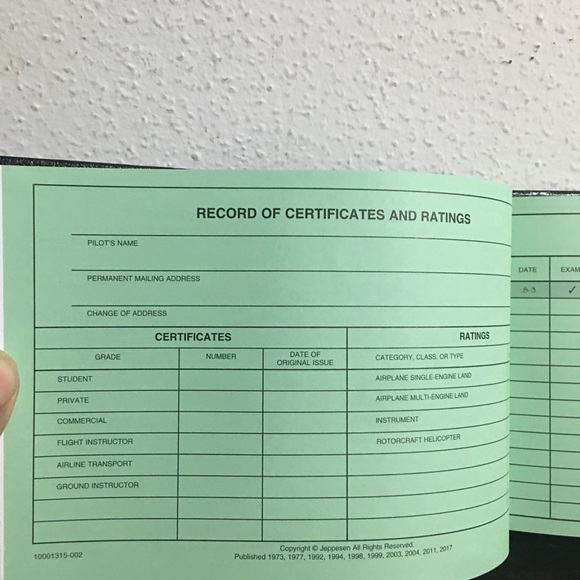 RECORD OF CERTIFICATES AND RATINGS
PILOT'S NAME
PERMANENT MAILING ADDRESS
CHANGE OF ADDRESS
CERTIFICATES RATINGS
GRADE NUMBER DATE OF ORIGINAL ISSUE CATEGORY, CLASS, OR TYPE
STUDENT AIRPLANE SINGLE-ENGINE LAND
PRIVATE AIRPLANE MULTI-ENGINE LAND
COMMERCIAL INSTRUMENT
FLIGHT INSTRUCTOR ROTORCRAFT HELICOPTER
AIRLINE TRANSPORT
GROUND INSTRUCTOR
10001315-002
Copyright © Jeppesen All Rights Reserved.
Published 1973, 1977, 1992, 1994, 1998, 1999, 2003, 2004, 2011, 2017
DATE EXAM
✓